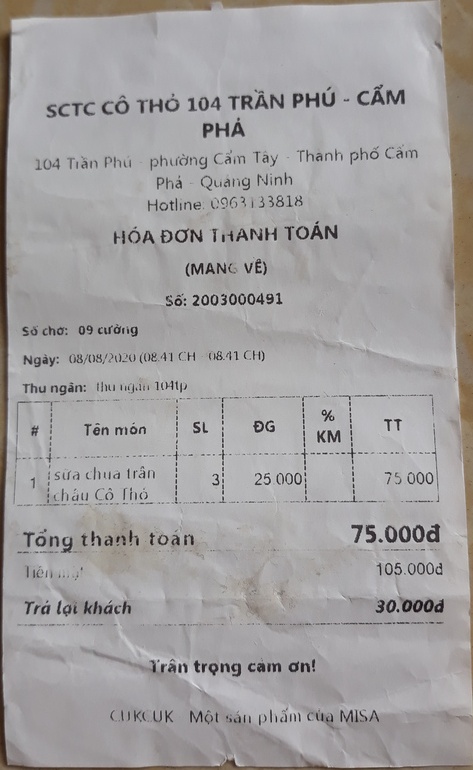 SCTC CÔ THỎ 104 TRẦN PHÚ - CẨM
PHẢ
104 Trần Phú - phường Cẩm Tây - Thành phố Cẩm
Phả - Quảng Ninh
Hotline: 0963133818
HÓA ĐƠN THANH TOÁN
(MANG VỀ)
Số: 2003000491
Số chờ: 09 cường
Ngày: 08/08/2020 (08:41 CH - 08:41 CH)
Thu ngân: thu ngân 104tp
# Tên món SL ĐG % KM TT
1 sữa chua trân 3 25.000 75.000
châu Cô Thỏ
Tổng thanh toán 75.000đ
Tiền mặt 105.000đ
Trả lại khách 30.000đ
Trân trọng cảm ơn!
CUKCUK - Một sản phẩm của MISA